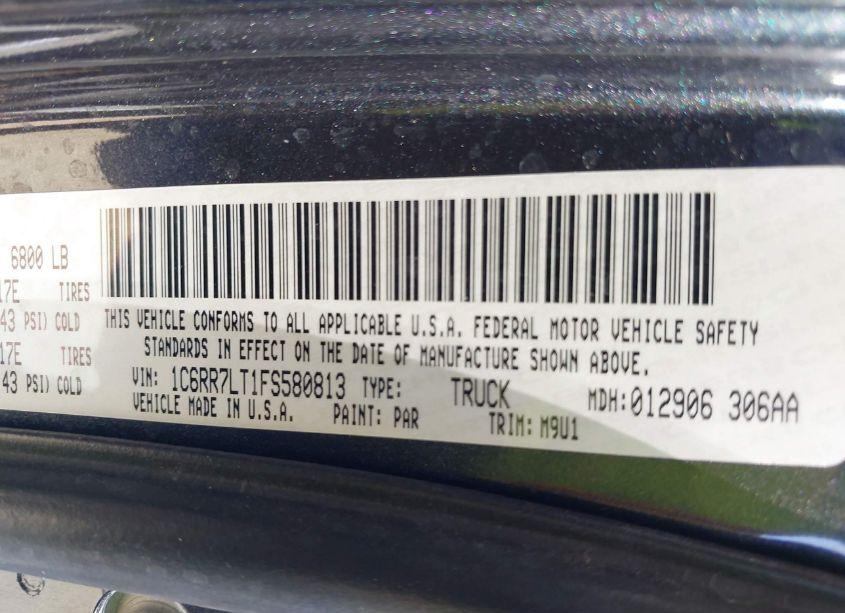 6800 LB
17E TIRES
43 PSI) COLD
17E TIRES
43 PSI) COLD
THIS VEHICLE CONFORMS TO ALL APPLICABLE U.S.A. FEDERAL MOTOR VEHICLE SAFETY
STANDARDS IN EFFECT ON THE DATE OF MANUFACTURE SHOWN ABOVE.
VIN: 1C6RR7LT1FS580813 TYPE: TRUCK MDH:012906 306AA
VEHICLE MADE IN U.S.A. PAINT: PAR TRIM: M9U1